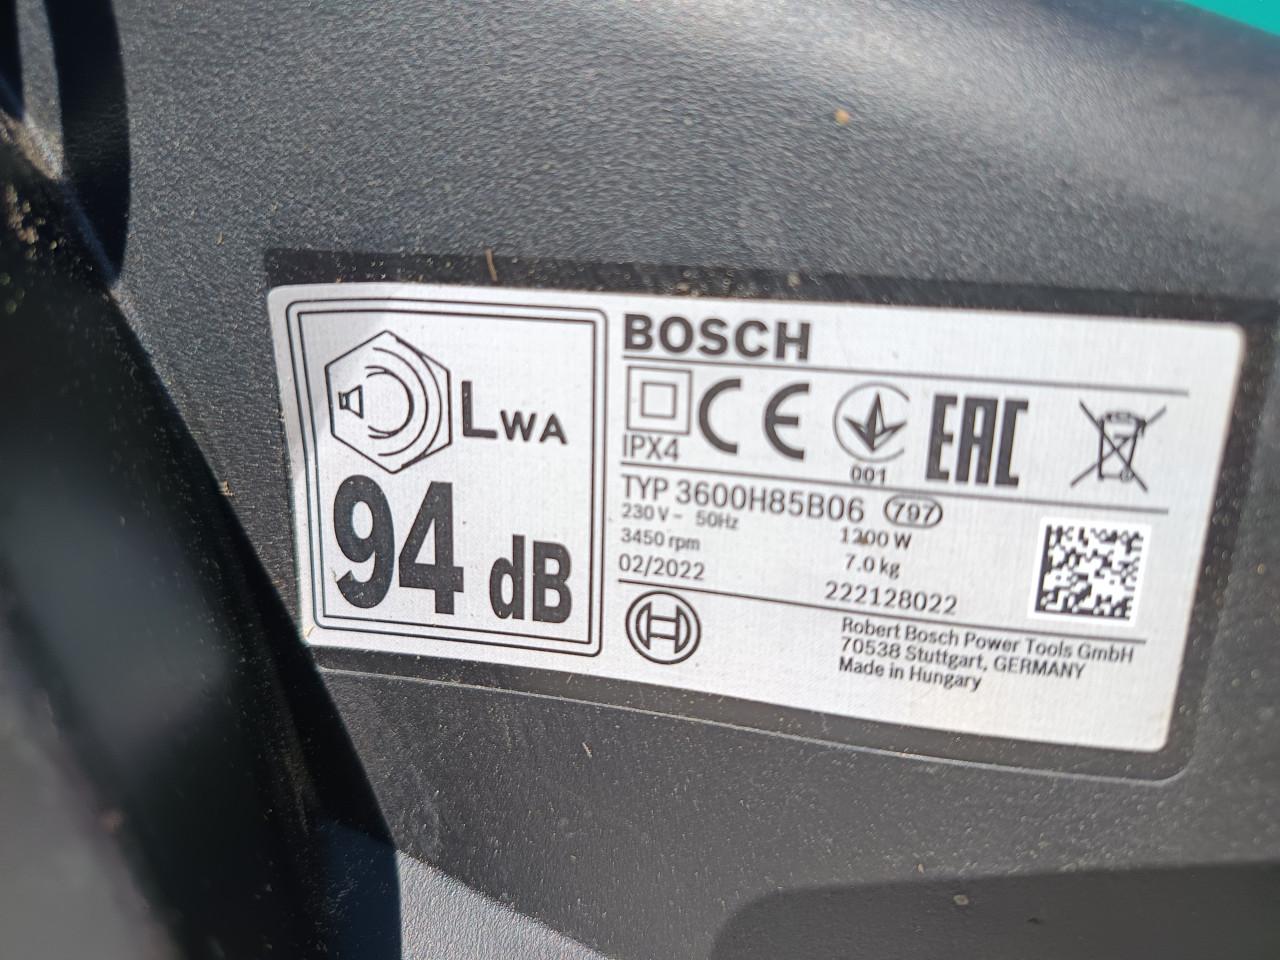 LWA
94 dB
BOSCH
IPX4
CE
001
EAC
TYP 3600H85B06 797
230 V ~ 50Hz 1200 W
3450 rpm 7.0 kg
02/2022 222128022
Robert Bosch Power Tools GmbH
70538 Stuttgart, GERMANY
Made in Hungary